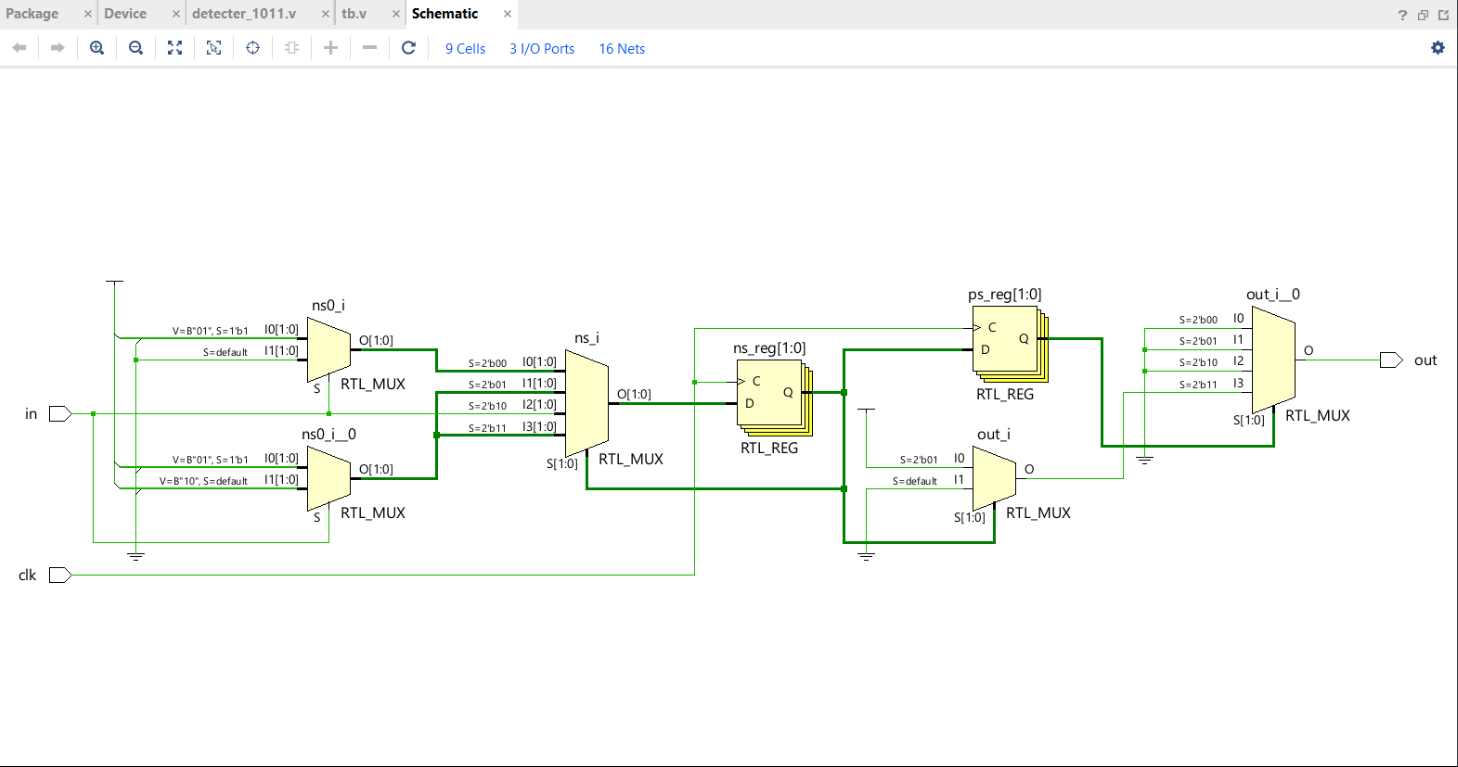 Package × Device × detecter_1011.v × tb.v × Schematic ×
9 Cells 3 I/O Ports 16 Nets
ns0_i
V=B"01", S=1'b1 I0[1:0]
S=default I1[1:0]
O[1:0]
S
RTL_MUX
in
ns0_i__0
V=B"01", S=1'b1 I0[1:0]
V=B"10", S=default I1[1:0]
O[1:0]
S
RTL_MUX
clk
ns_i
S=2'b00 I0[1:0]
S=2'b01 I1[1:0]
S=2'b10 I2[1:0]
S=2'b11 I3[1:0]
O[1:0]
S[1:0]
RTL_MUX
ns_reg[1:0]
C
D
Q
RTL_REG
ps_reg[1:0]
C
D
Q
RTL_REG
out_i
S=2'b01 I0
S=default I1
O
S[1:0]
RTL_MUX
out_i__0
S=2'b00 I0
S=2'b01 I1
S=2'b10 I2
S=2'b11 I3
O
S[1:0]
RTL_MUX
out